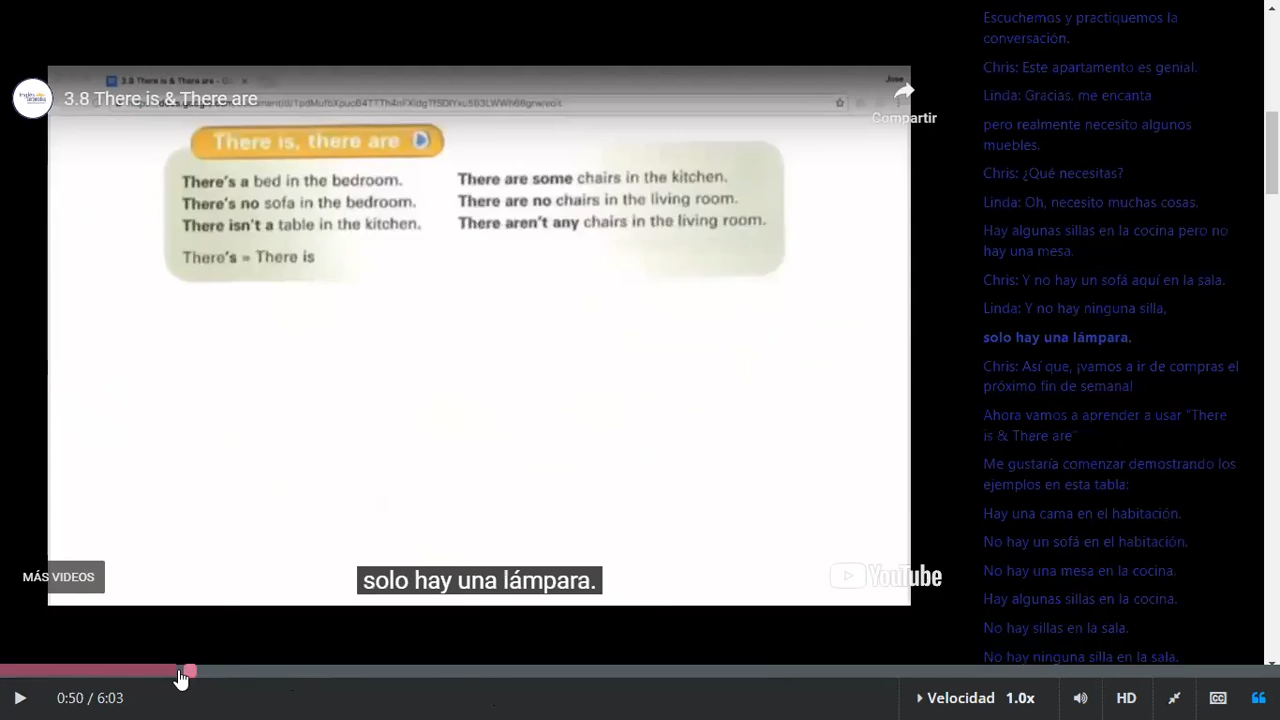 3.8 There is & There are
Jose
3.8 There is & There are
Compartir
There is, there are
There's a bed in the bedroom.
There's no sofa in the bedroom.
There isn't a table in the kitchen.
There's = There is
There are some chairs in the kitchen.
There are no chairs in the living room.
There aren't any chairs in the living room.
MÁS VIDEOS
solo hay una lámpara.
YouTube
0:50 / 6:03
Velocidad 1.0x
HD
CC
Escuchemos y practiquemos la
conversación.
Chris: Este apartamento es genial.
Linda: Gracias. me encanta
pero realmente necesito algunos
muebles.
Chris: ¿Qué necesitas?
Linda: Oh, necesito muchas cosas.
Hay algunas sillas en la cocina pero no
hay una mesa.
Chris: Y no hay un sofá aquí en la sala.
Linda: Y no hay ninguna silla,
solo hay una lámpara.
Chris: Así que, ¡vamos a ir de compras el
próximo fin de semana!
Ahora vamos a aprender a usar "There
is & Thare are"
Me gustaría comenzar demostrando los
ejemplos en esta tabla:
Hay una cama en el habitación.
No hay un sofá en el habitación.
No hay una mesa en la cocina.
Hay algunas sillas en la cocina.
No hay sillas en la sala.
No hay ninguna silla en la sala.